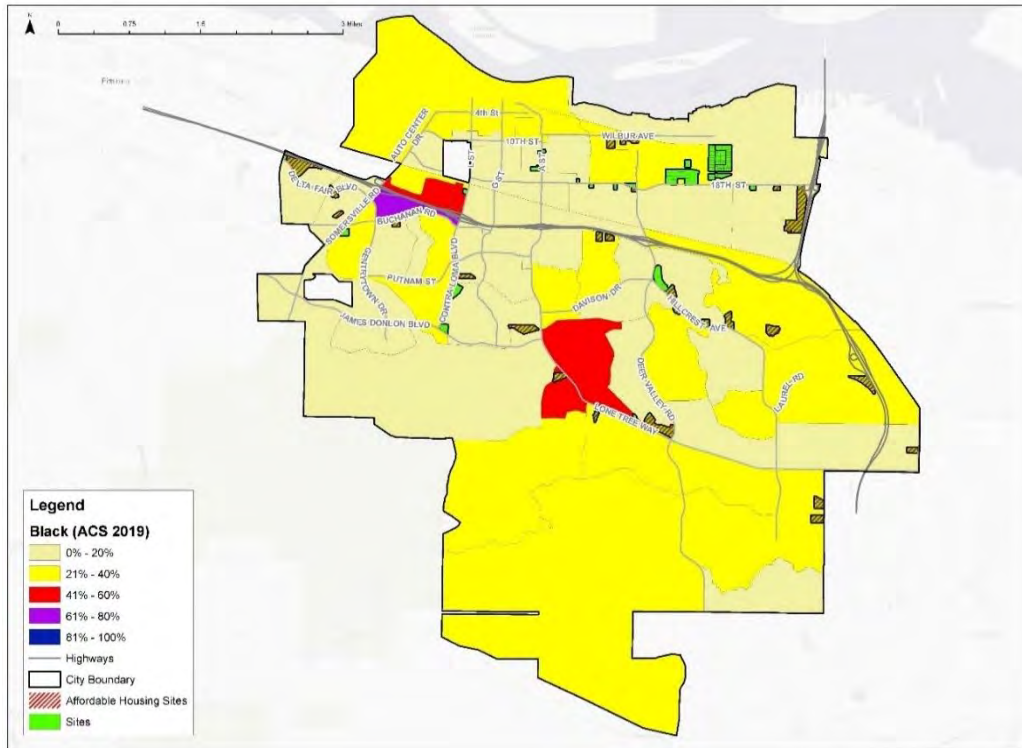 N
0
0.75
1.5
3 Miles
4th St
AUTO CENTER DR
10TH ST
WILBUR AVE
L ST
G ST
A ST
18TH ST
DELTA FAIR BLVD
SOMERSVILLE RD
BUCHANAN RD
GENTRYTOWN DR
PUTNAM ST
CONTRA LOMA BLVD
DAVISON DR
HILLCREST AVE
JAMES DONLON BLVD
DEER VALLEY RD
LAUREL RD
LONE TREE WAY
Legend
Black (ACS 2019)
0% - 20%
21% - 40%
41% - 60%
61% - 80%
81% - 100%
Highways
City Boundary
Affordable Housing Sites
Sites